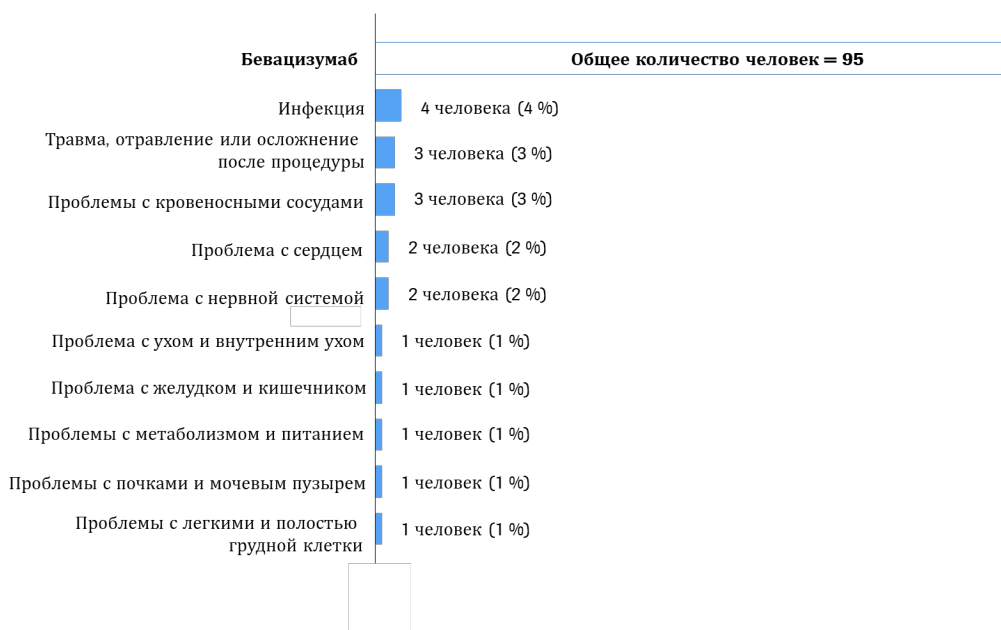 Бевацизумаб Общее количество человек = 95
Инфекция 4 человека (4 %)
Травма, отравление или осложнение
после процедуры 3 человека (3 %)
Проблемы с кровеносными сосудами 3 человека (3 %)
Проблема с сердцем 2 человека (2 %)
Проблема с нервной системой 2 человека (2 %)
Проблема с ухом и внутренним ухом 1 человек (1 %)
Проблема с желудком и кишечником 1 человек (1 %)
Проблемы с метаболизмом и питанием 1 человек (1 %)
Проблемы с почками и мочевым пузырем 1 человек (1 %)
Проблемы с легкими и полостью
грудной клетки 1 человек (1 %)